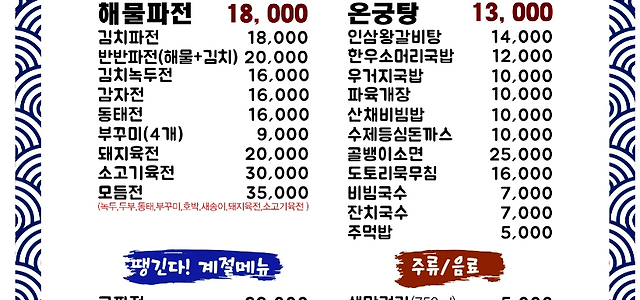 해물파전 18,000
김치파전 18,000
반반파전(해물+김치) 20,000
김치녹두전 16,000
감자전 16,000
동태전 16,000
부꾸미(4개) 9,000
돼지육전 20,000
소고기육전 30,000
모듬전 35,000
(녹두,두부,동태,부꾸미,호박,새송이,돼지육전,소고기육전)
땡긴다! 계절메뉴
온궁탕 13,000
인삼왕갈비탕 14,000
한우소머리국밥 12,000
우거지국밥 10,000
파육개장 10,000
산채비빔밥 10,000
수제등심돈까스 10,000
골뱅이소면 25,000
도토리묵무침 16,000
비빔국수 7,000
잔치국수 7,000
주먹밥 5,000
주류/음료